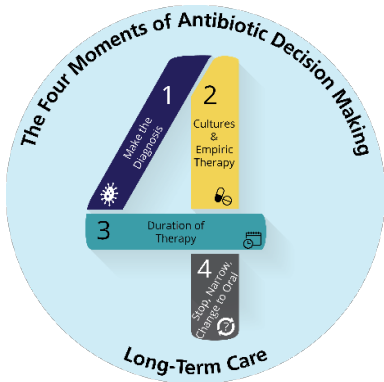 The Four Moments of Antibiotic Decision Making
1
Make the
Diagnosis
2
Cultures &
Empiric
Therapy
3
Duration of
Therapy
4
Stop, Narrow,
Change to Oral
?
Long-Term Care